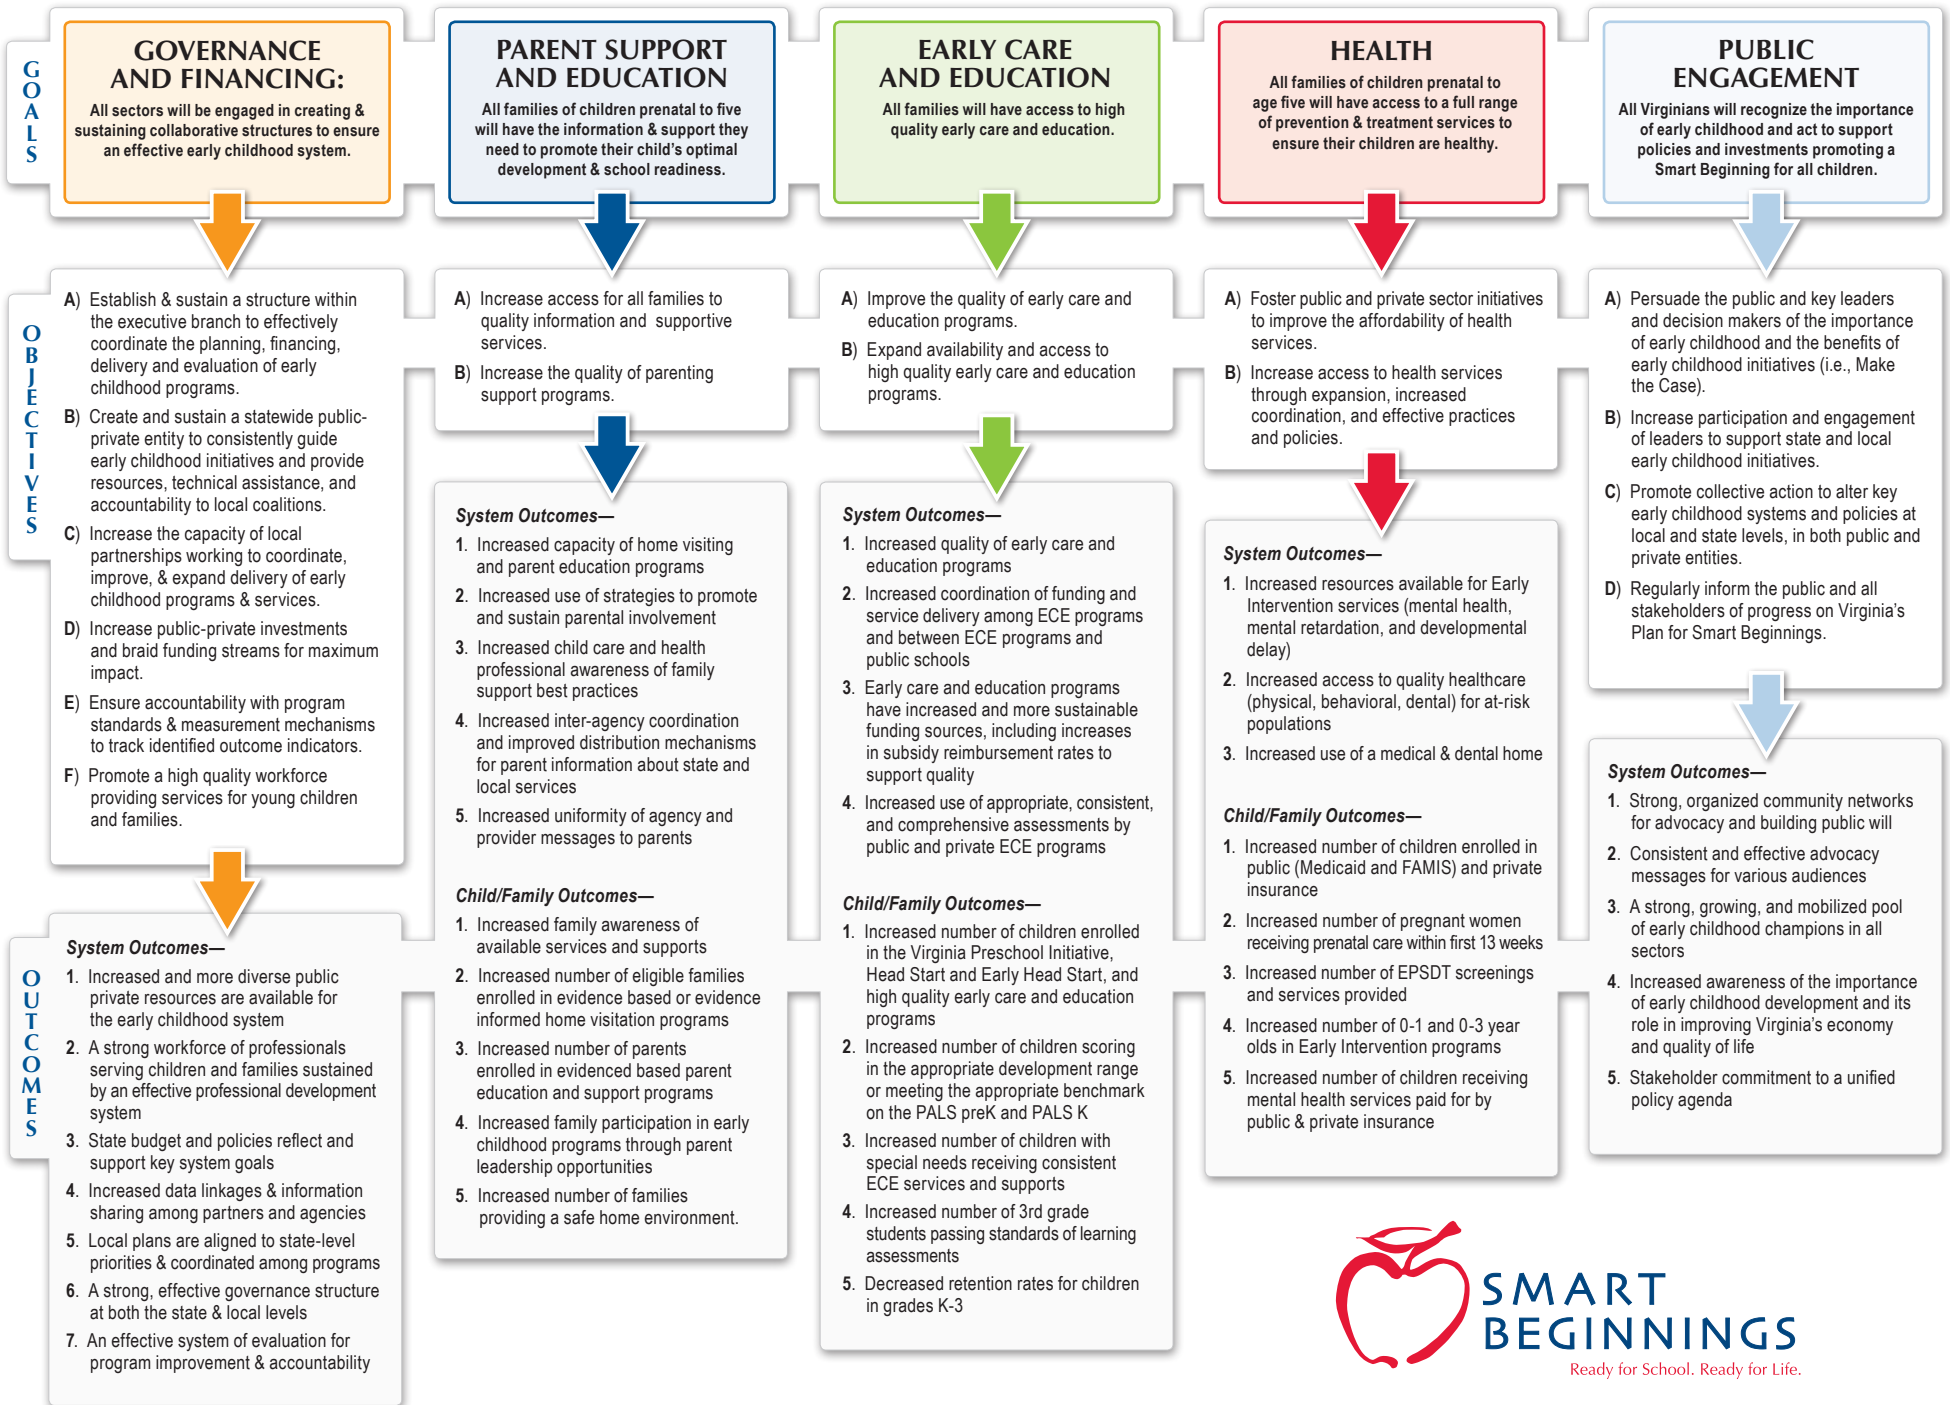 GOALS
GOVERNANCE
AND FINANCING:
All sectors will be engaged in creating &
sustaining collaborative structures to ensure
an effective early childhood system.
PARENT SUPPORT
AND EDUCATION
All families of children prenatal to five
will have the information & support they
need to promote their child's optimal
development & school readiness.
EARLY CARE
AND EDUCATION
All families will have access to high
quality early care and education.
HEALTH
All families of children prenatal to
age five will have access to a full range
of prevention & treatment services to
ensure their children are healthy.
PUBLIC
ENGAGEMENT
All Virginians will recognize the importance
of early childhood and act to support
policies and investments promoting a
Smart Beginning for all children.
OBJECTIVES
A) Establish & sustain a structure within
the executive branch to effectively
coordinate the planning, financing,
delivery and evaluation of early
childhood programs.
B) Create and sustain a statewide public-
private entity to consistently guide
early childhood initiatives and provide
resources, technical assistance, and
accountability to local coalitions.
C) Increase the capacity of local
partnerships working to coordinate,
improve, & expand delivery of early
childhood programs & services.
D) Increase public-private investments
and braid funding streams for maximum
impact.
E) Ensure accountability with program
standards & measurement mechanisms
to track identified outcome indicators.
F) Promote a high quality workforce
providing services for young children
and families.
A) Increase access for all families to
quality information and supportive
services.
B) Increase the quality of parenting
support programs.
A) Improve the quality of early care and
education programs.
B) Expand availability and access to
high quality early care and education
programs.
A) Foster public and private sector initiatives
to improve the affordability of health
services.
B) Increase access to health services
through expansion, increased
coordination, and effective practices
and policies.
A) Persuade the public and key leaders
and decision makers of the importance
of early childhood and the benefits of
early childhood initiatives (i.e., Make
the Case).
B) Increase participation and engagement
of leaders to support state and local
early childhood initiatives.
C) Promote collective action to alter key
early childhood systems and policies at
local and state levels, in both public and
private entities.
D) Regularly inform the public and all
stakeholders of progress on Virginia's
Plan for Smart Beginnings.
OUTCOMES
System Outcomes—
1. Increased and more diverse public
private resources are available for
the early childhood system
2. A strong workforce of professionals
serving children and families sustained
by an effective professional development
system
3. State budget and policies reflect and
support key system goals
4. Increased data linkages & information
sharing among partners and agencies
5. Local plans are aligned to state-level
priorities & coordinated among programs
6. A strong, effective governance structure
at both the state & local levels
7. An effective system of evaluation for
program improvement & accountability
System Outcomes—
1. Increased capacity of home visiting
and parent education programs
2. Increased use of strategies to promote
and sustain parental involvement
3. Increased child care and health
professional awareness of family
support best practices
4. Increased inter-agency coordination
and improved distribution mechanisms
for parent information about state and
local services
5. Increased uniformity of agency and
provider messages to parents
Child/Family Outcomes—
1. Increased family awareness of
available services and supports
2. Increased number of eligible families
enrolled in evidence based or evidence
informed home visitation programs
3. Increased number of parents
enrolled in evidenced based parent
education and support programs
4. Increased family participation in early
childhood programs through parent
leadership opportunities
5. Increased number of families
providing a safe home environment.
System Outcomes—
1. Increased quality of early care and
education programs
2. Increased coordination of funding and
service delivery among ECE programs
and between ECE programs and
public schools
3. Early care and education programs
have increased and more sustainable
funding sources, including increases
in subsidy reimbursement rates to
support quality
4. Increased use of appropriate, consistent,
and comprehensive assessments by
public and private ECE programs
Child/Family Outcomes—
1. Increased number of children enrolled
in the Virginia Preschool Initiative,
Head Start and Early Head Start, and
high quality early care and education
programs
2. Increased number of children scoring
in the appropriate development range
or meeting the appropriate benchmark
on the PALS preK and PALS K
3. Increased number of children with
special needs receiving consistent
ECE services and supports
4. Increased number of 3rd grade
students passing standards of learning
assessments
5. Decreased retention rates for children
in grades K-3
System Outcomes—
1. Increased resources available for Early
Intervention services (mental health,
mental retardation, and developmental
delay)
2. Increased access to quality healthcare
(physical, behavioral, dental) for at-risk
populations
3. Increased use of a medical & dental home
Child/Family Outcomes—
1. Increased number of children enrolled in
public (Medicaid and FAMIS) and private
insurance
2. Increased number of pregnant women
receiving prenatal care within first 13 weeks
3. Increased number of EPSDT screenings
and services provided
4. Increased number of 0-1 and 0-3 year
olds in Early Intervention programs
5. Increased number of children receiving
mental health services paid for by
public & private insurance
System Outcomes—
1. Strong, organized community networks
for advocacy and building public will
2. Consistent and effective advocacy
messages for various audiences
3. A strong, growing, and mobilized pool
of early childhood champions in all
sectors
4. Increased awareness of the importance
of early childhood development and its
role in improving Virginia's economy
and quality of life
5. Stakeholder commitment to a unified
policy agenda
SMART
BEGINNINGS
Ready for School. Ready for Life.